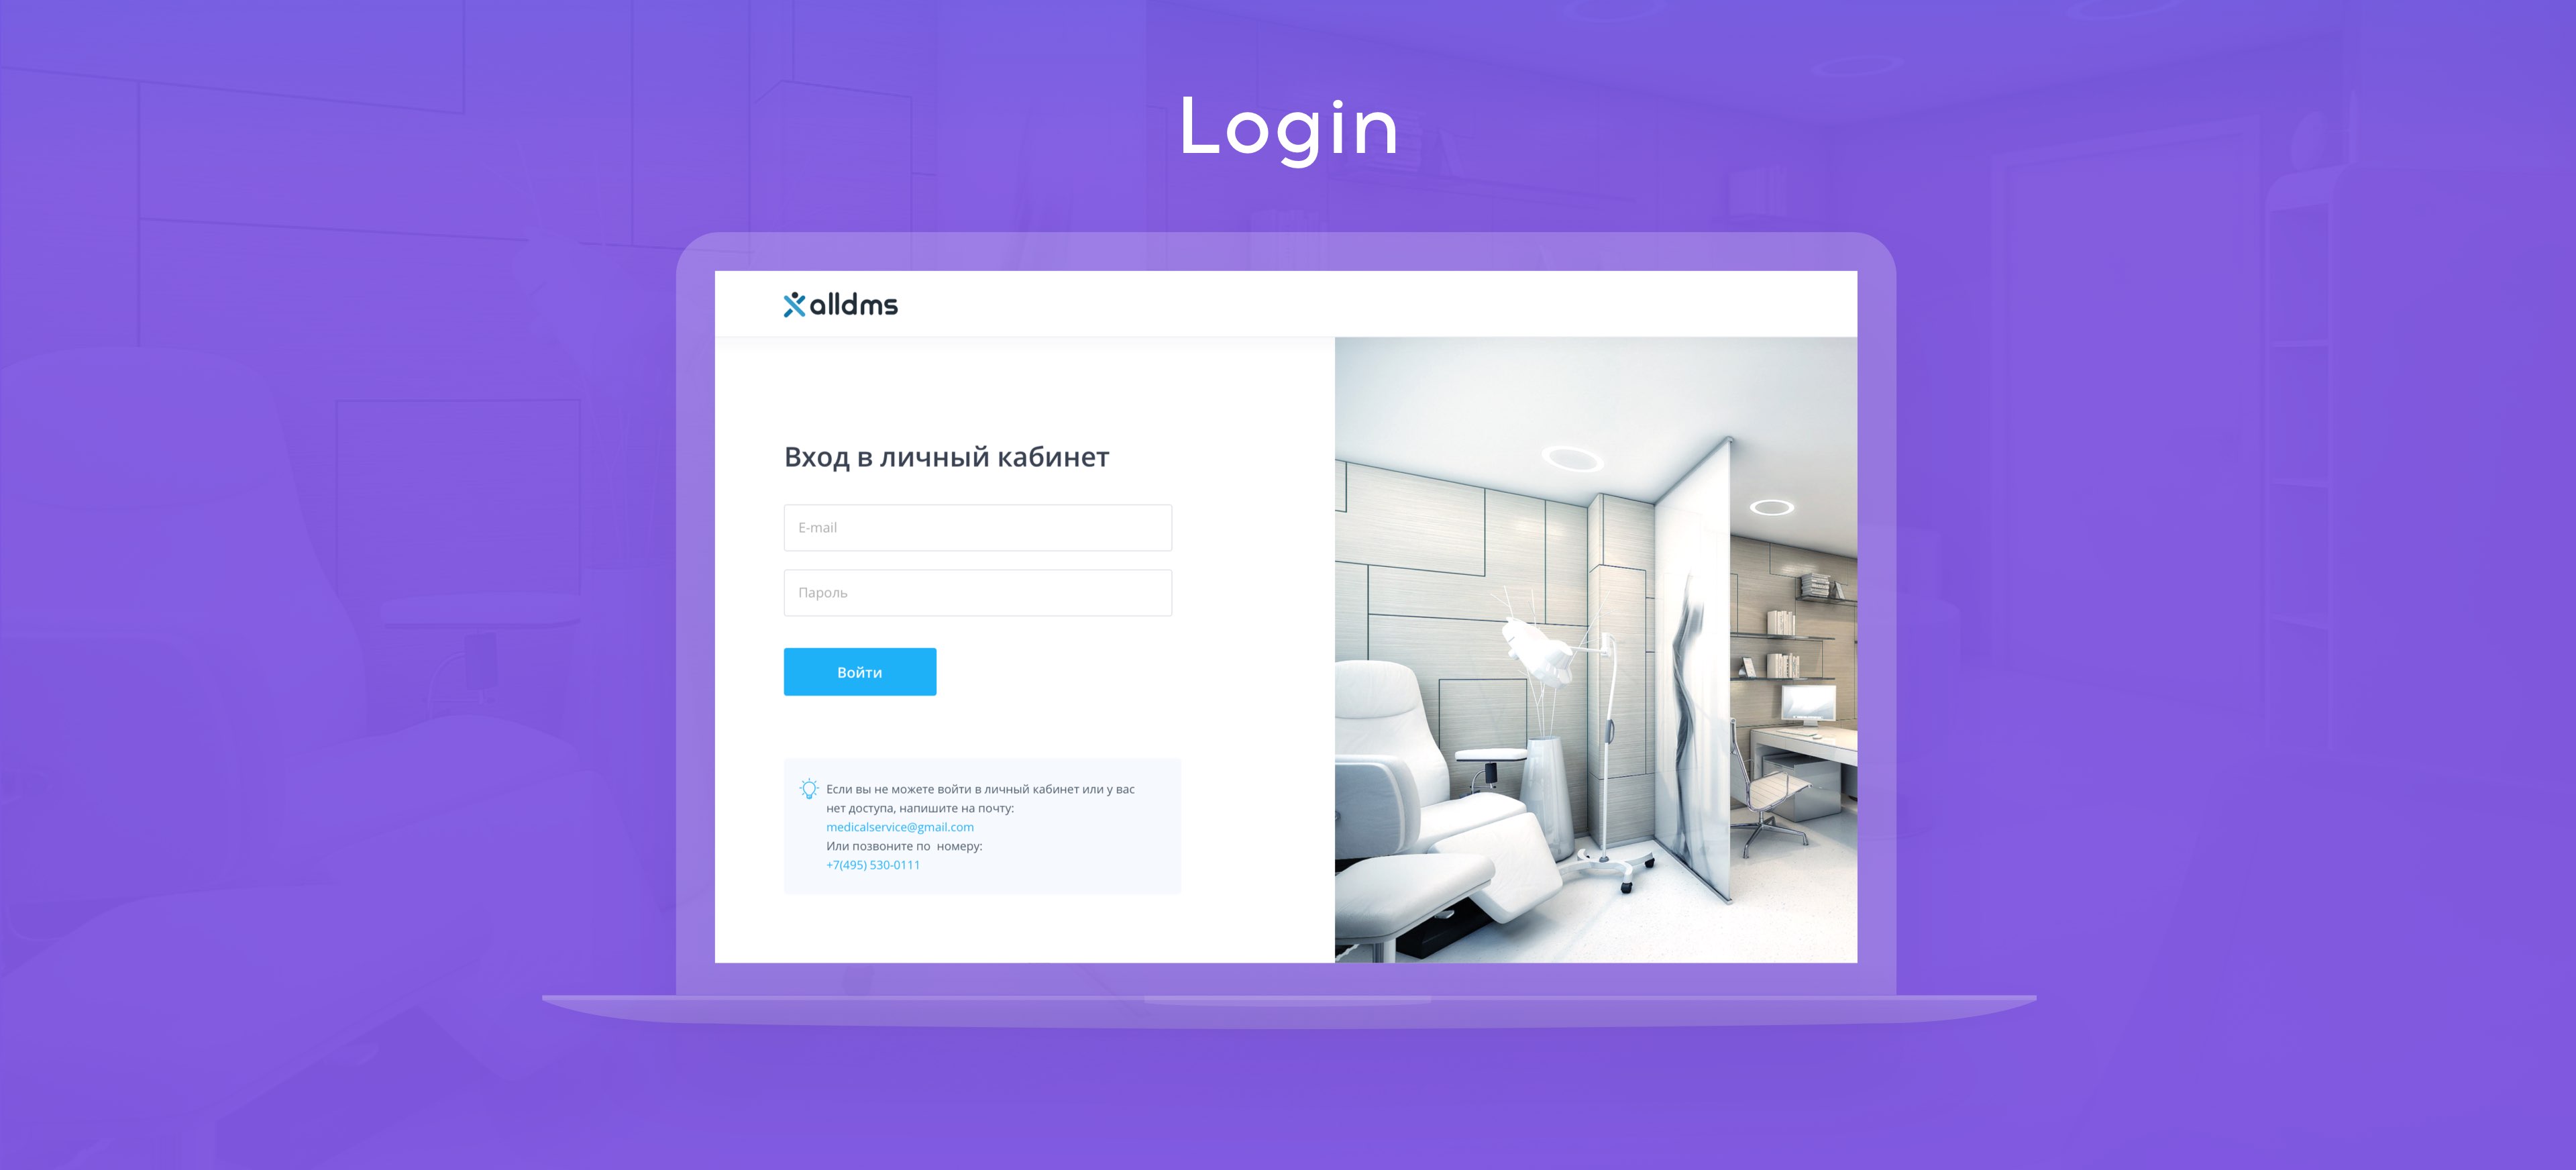 Login
alldms
Вход в личный кабинет
E-mail
Пароль
Войти
Если вы не можете войти в личный кабинет или у вас
нет доступа, напишите на почту:
medicalservice@gmail.com
Или позвоните по номеру:
+7(495) 530-0111